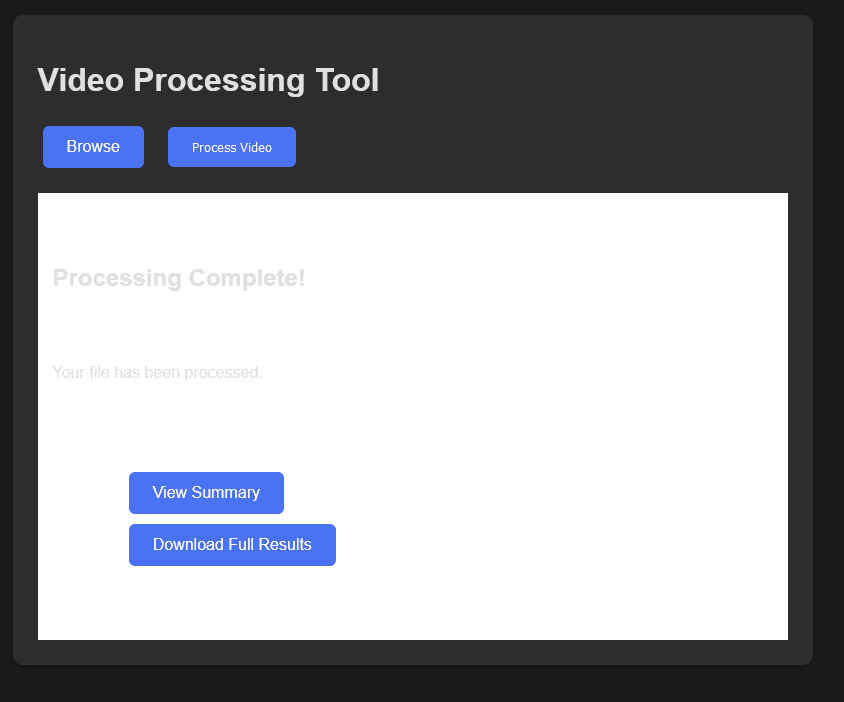 Video Processing Tool
Browse
Process Video
Processing Complete!
Your file has been processed.
View Summary
Download Full Results